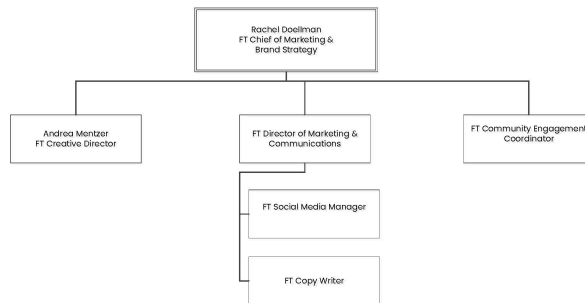 Rachel Doellman
FT Chief of Marketing &
Brand Strategy
Andrea Mentzer
FT Creative Director
FT Director of Marketing &
Communications
FT Community Engagement
Coordinator
FT Social Media Manager
FT Copy Writer